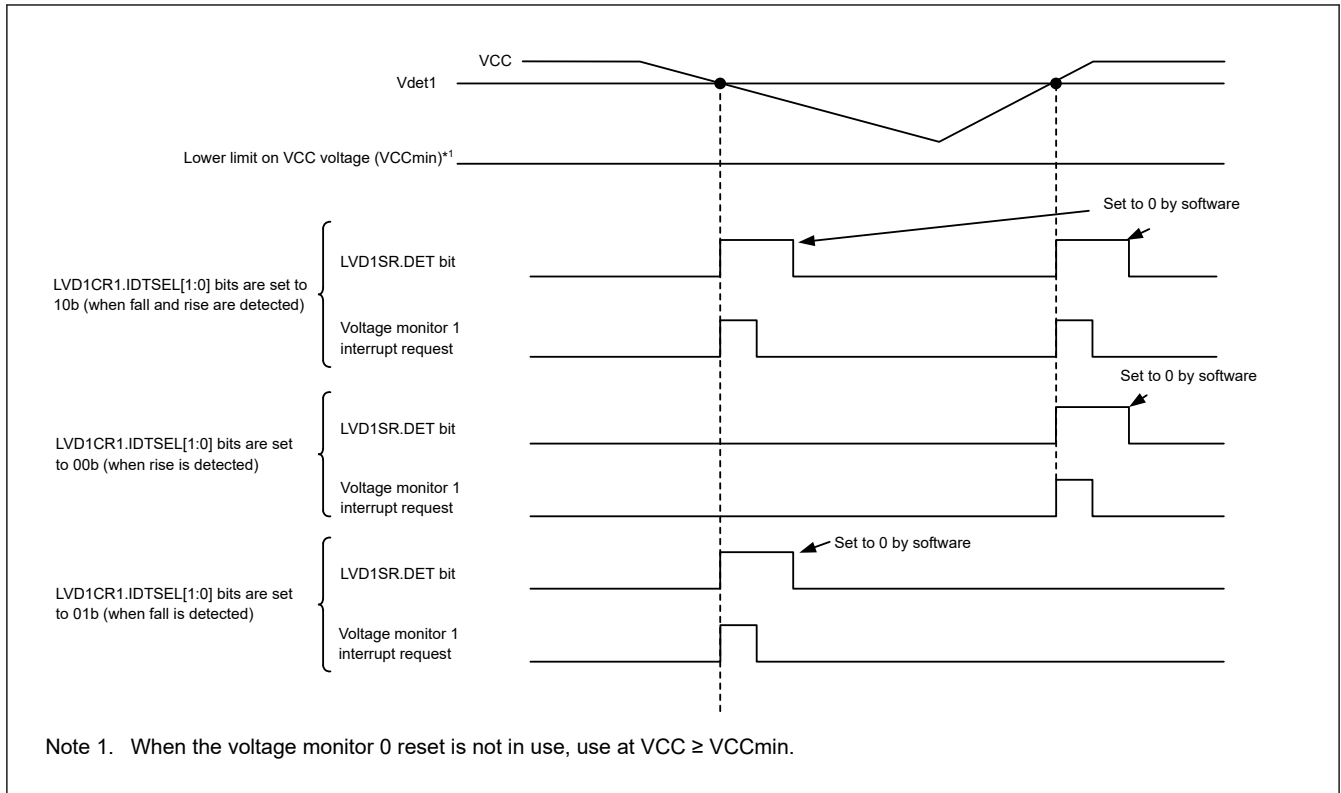 VCC
Vdet1
Lower limit on VCC voltage (VCCmin)*1
Set to 0 by software
LVD1CR1.IDTSEL[1:0] bits are set to
10b (when fall and rise are detected)
LVD1SR.DET bit
Voltage monitor 1
interrupt request
Set to 0 by software
LVD1CR1.IDTSEL[1:0] bits are set
to 00b (when rise is detected)
LVD1SR.DET bit
Voltage monitor 1
interrupt request
Set to 0 by software
LVD1CR1.IDTSEL[1:0] bits are set
to 01b (when fall is detected)
LVD1SR.DET bit
Voltage monitor 1
interrupt request
Note 1. When the voltage monitor 0 reset is not in use, use at VCC ≥ VCCmin.